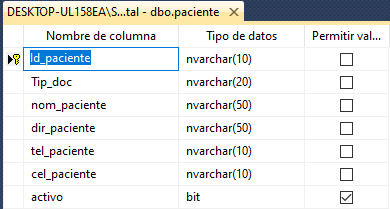 DESKTOP-UL158EA\S...tal - dbo.paciente
Nombre de columna Tipo de datos Permitir val...
Id_paciente nvarchar(10)
Tip_doc nvarchar(20)
nom_paciente nvarchar(50)
dir_paciente nvarchar(50)
tel_paciente nvarchar(10)
cel_paciente nvarchar(10)
activo bit